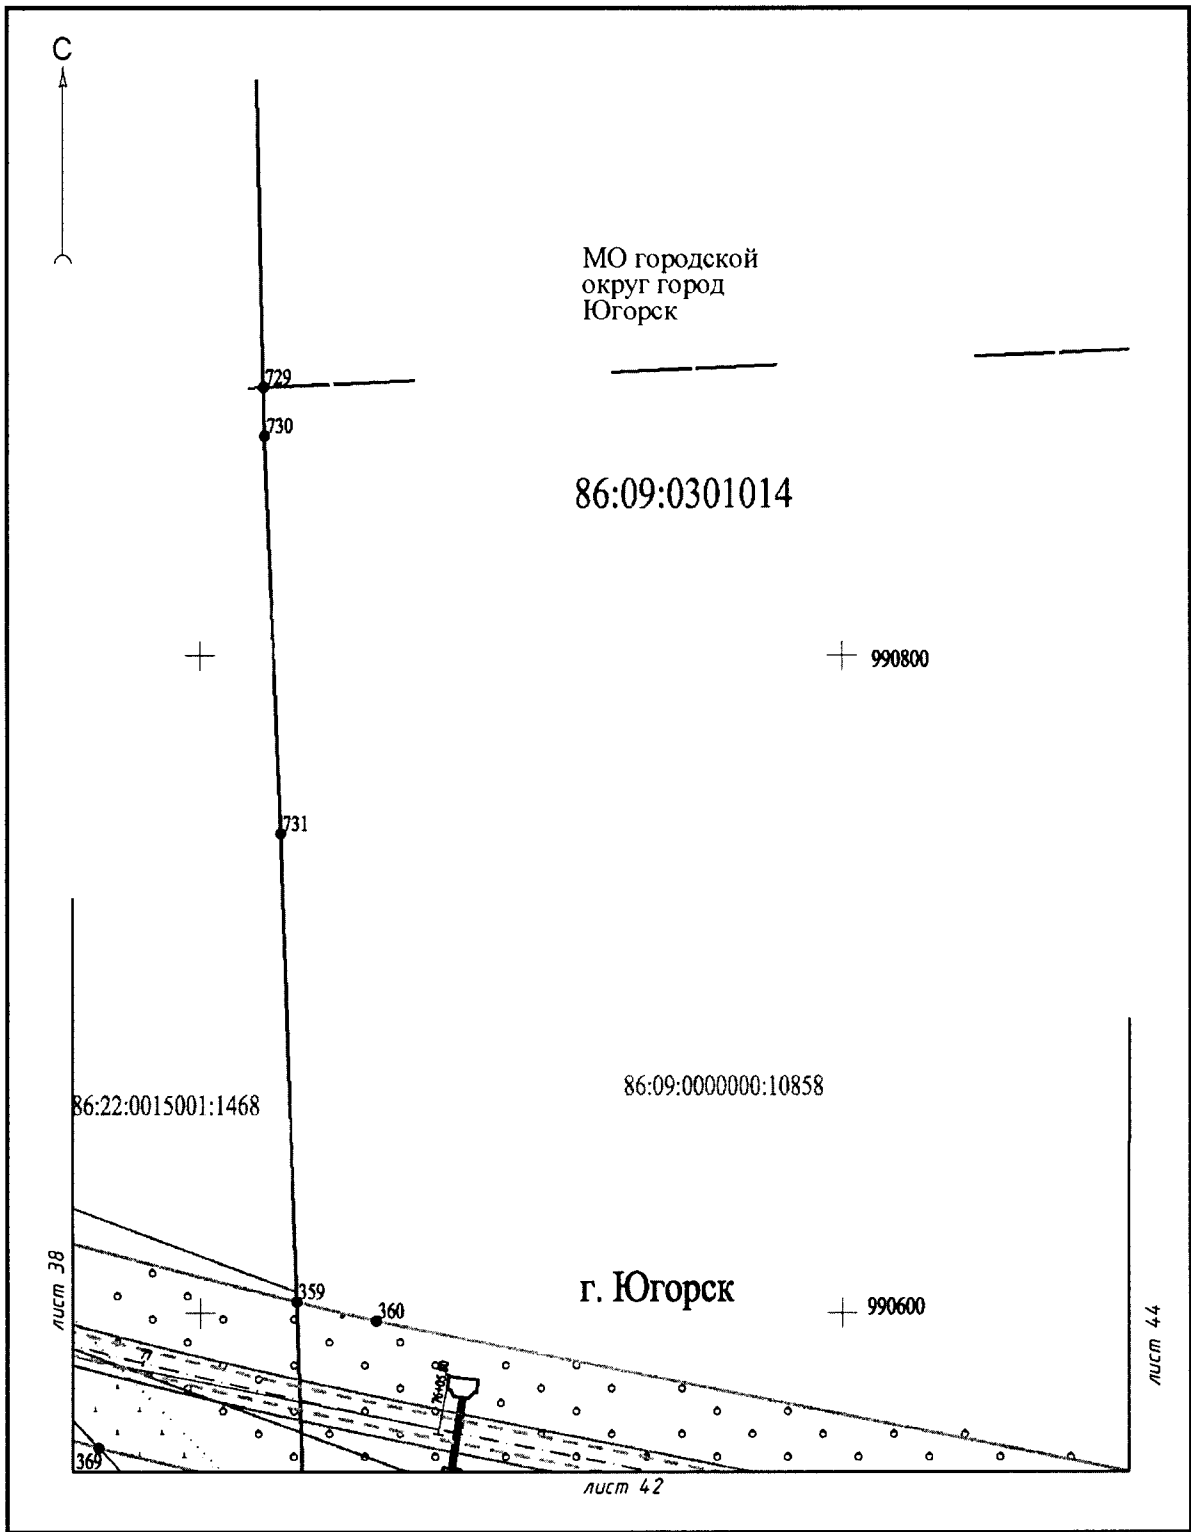 С
МО городской
округ город
Югорск
729
730
86:09:0301014
990800
731
86:09:0000000:10858
86:22:0015001:1468
лист 38
359
360
г. Югорск
990600
лист 44
77
369
лист 42